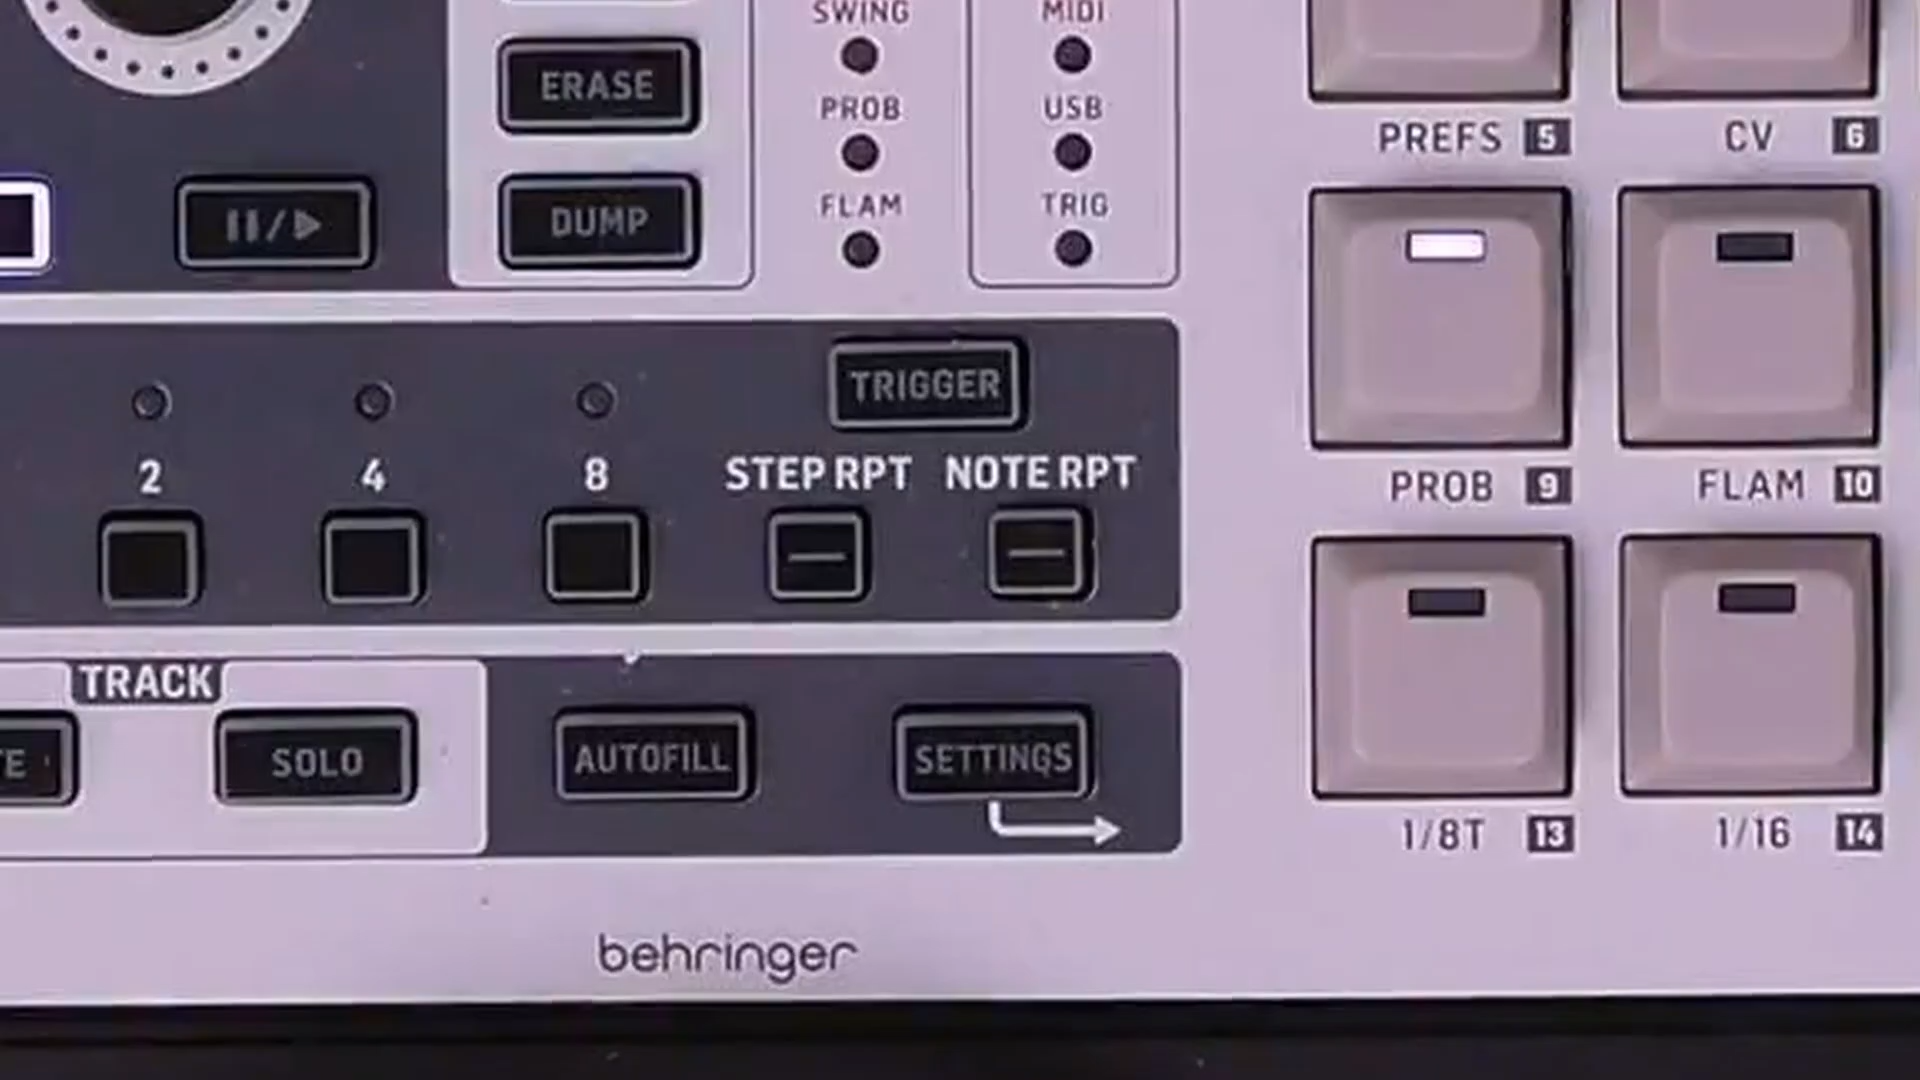 SWING
MIDI
ERASE
PROB
USB
PREFS 5
CV 6
DUMP
FLAM
TRIG
TRIGGER
2
4
8
STEP RPT
NOTE RPT
PROB 9
FLAM 10
TRACK
TE
SOLO
AUTOFILL
SETTINGS
1/8T 13
1/16 14
behringer